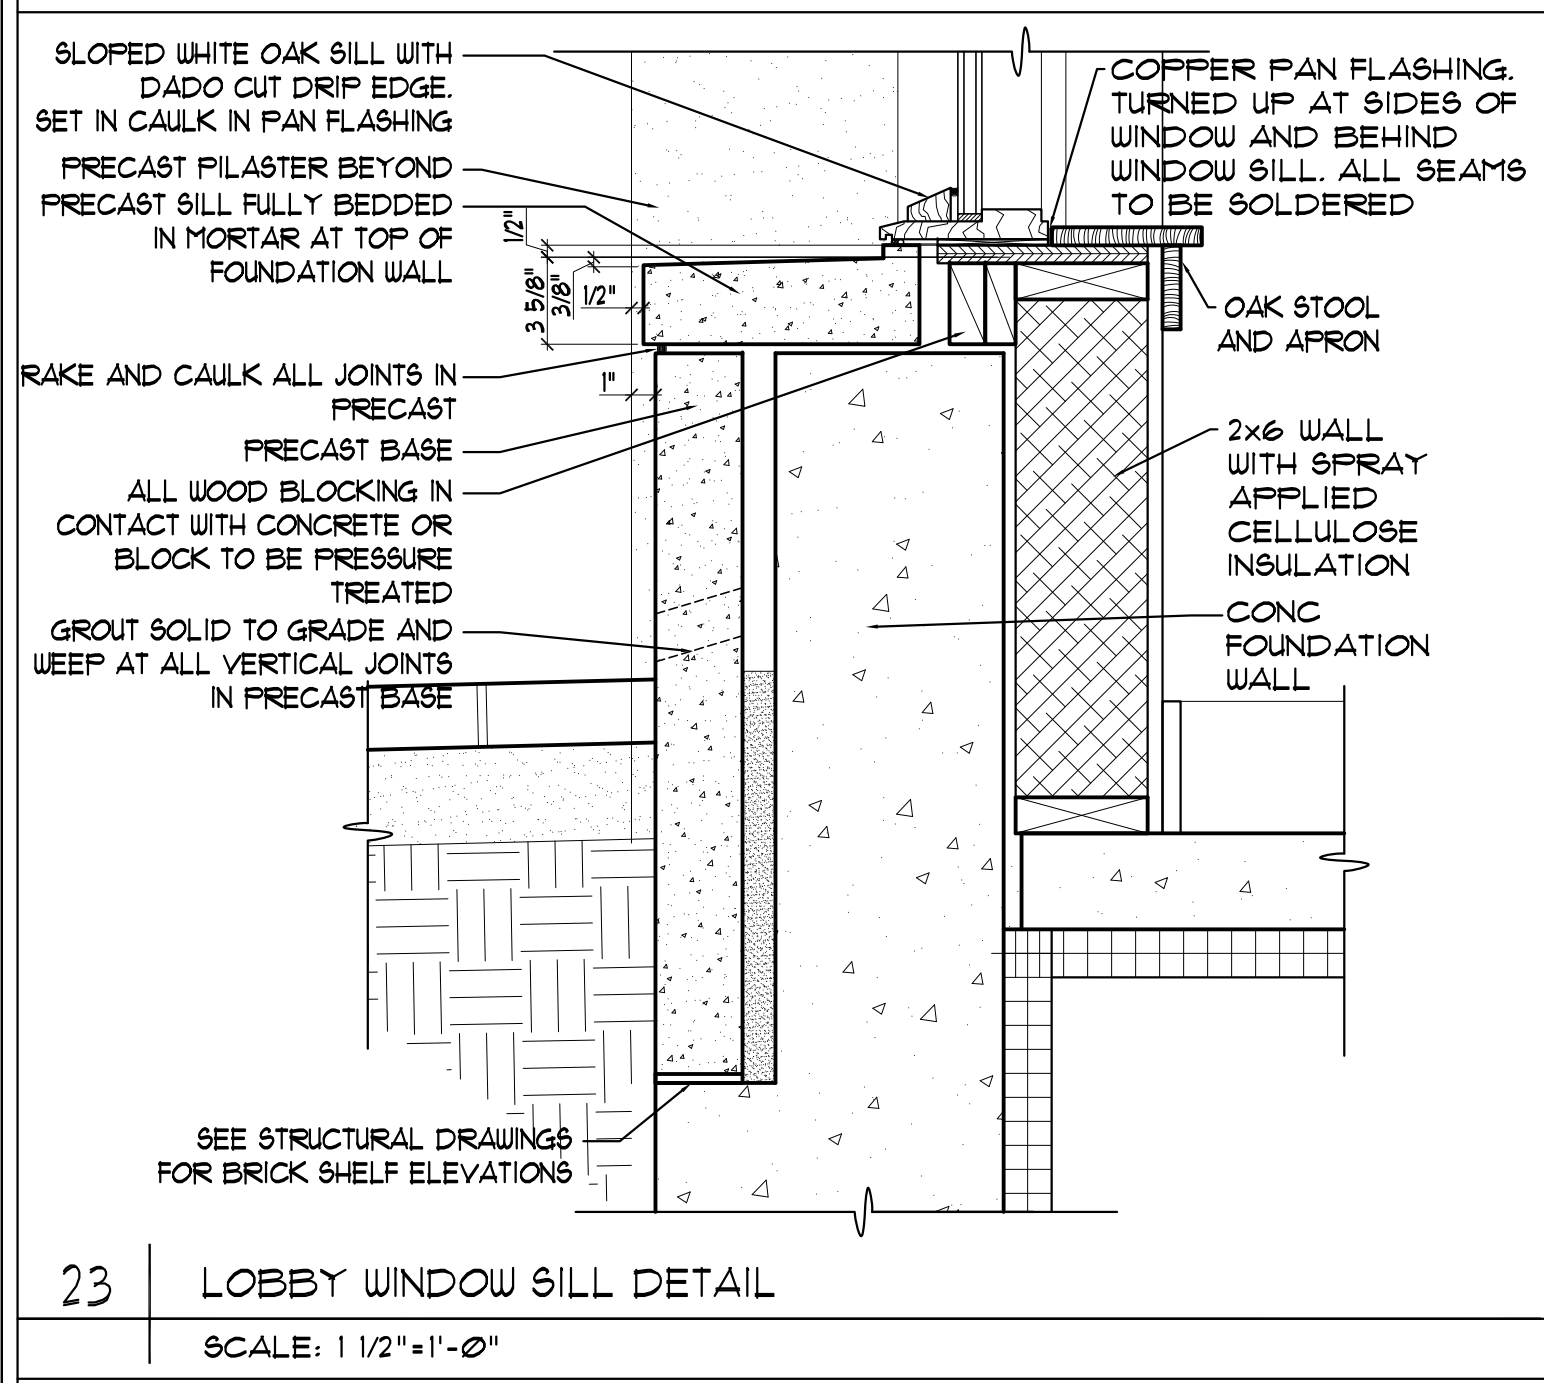 SLOPED WHITE OAK SILL WITH
DADO CUT DRIP EDGE.
SET IN CAULK IN PAN FLASHING
PRECAST PILASTER BEYOND
PRECAST SILL FULLY BEDDED
IN MORTAR AT TOP OF
FOUNDATION WALL
1/2"
3 5/8"
3/8"
1/2"
RAKE AND CAULK ALL JOINTS IN
PRECAST
1"
PRECAST BASE
ALL WOOD BLOCKING IN
CONTACT WITH CONCRETE OR
BLOCK TO BE PRESSURE
TREATED
GROUT SOLID TO GRADE AND
WEEP AT ALL VERTICAL JOINTS
IN PRECAST BASE
SEE STRUCTURAL DRAWINGS
FOR BRICK SHELF ELEVATIONS
COPPER PAN FLASHING.
TURNED UP AT SIDES OF
WINDOW AND BEHIND
WINDOW SILL. ALL SEAMS
TO BE SOLDERED
OAK STOOL
AND APRON
2x6 WALL
WITH SPRAY
APPLIED
CELLULOSE
INSULATION
CONC
FOUNDATION
WALL
23
LOBBY WINDOW SILL DETAIL
SCALE: 1 1/2"=1'-0"